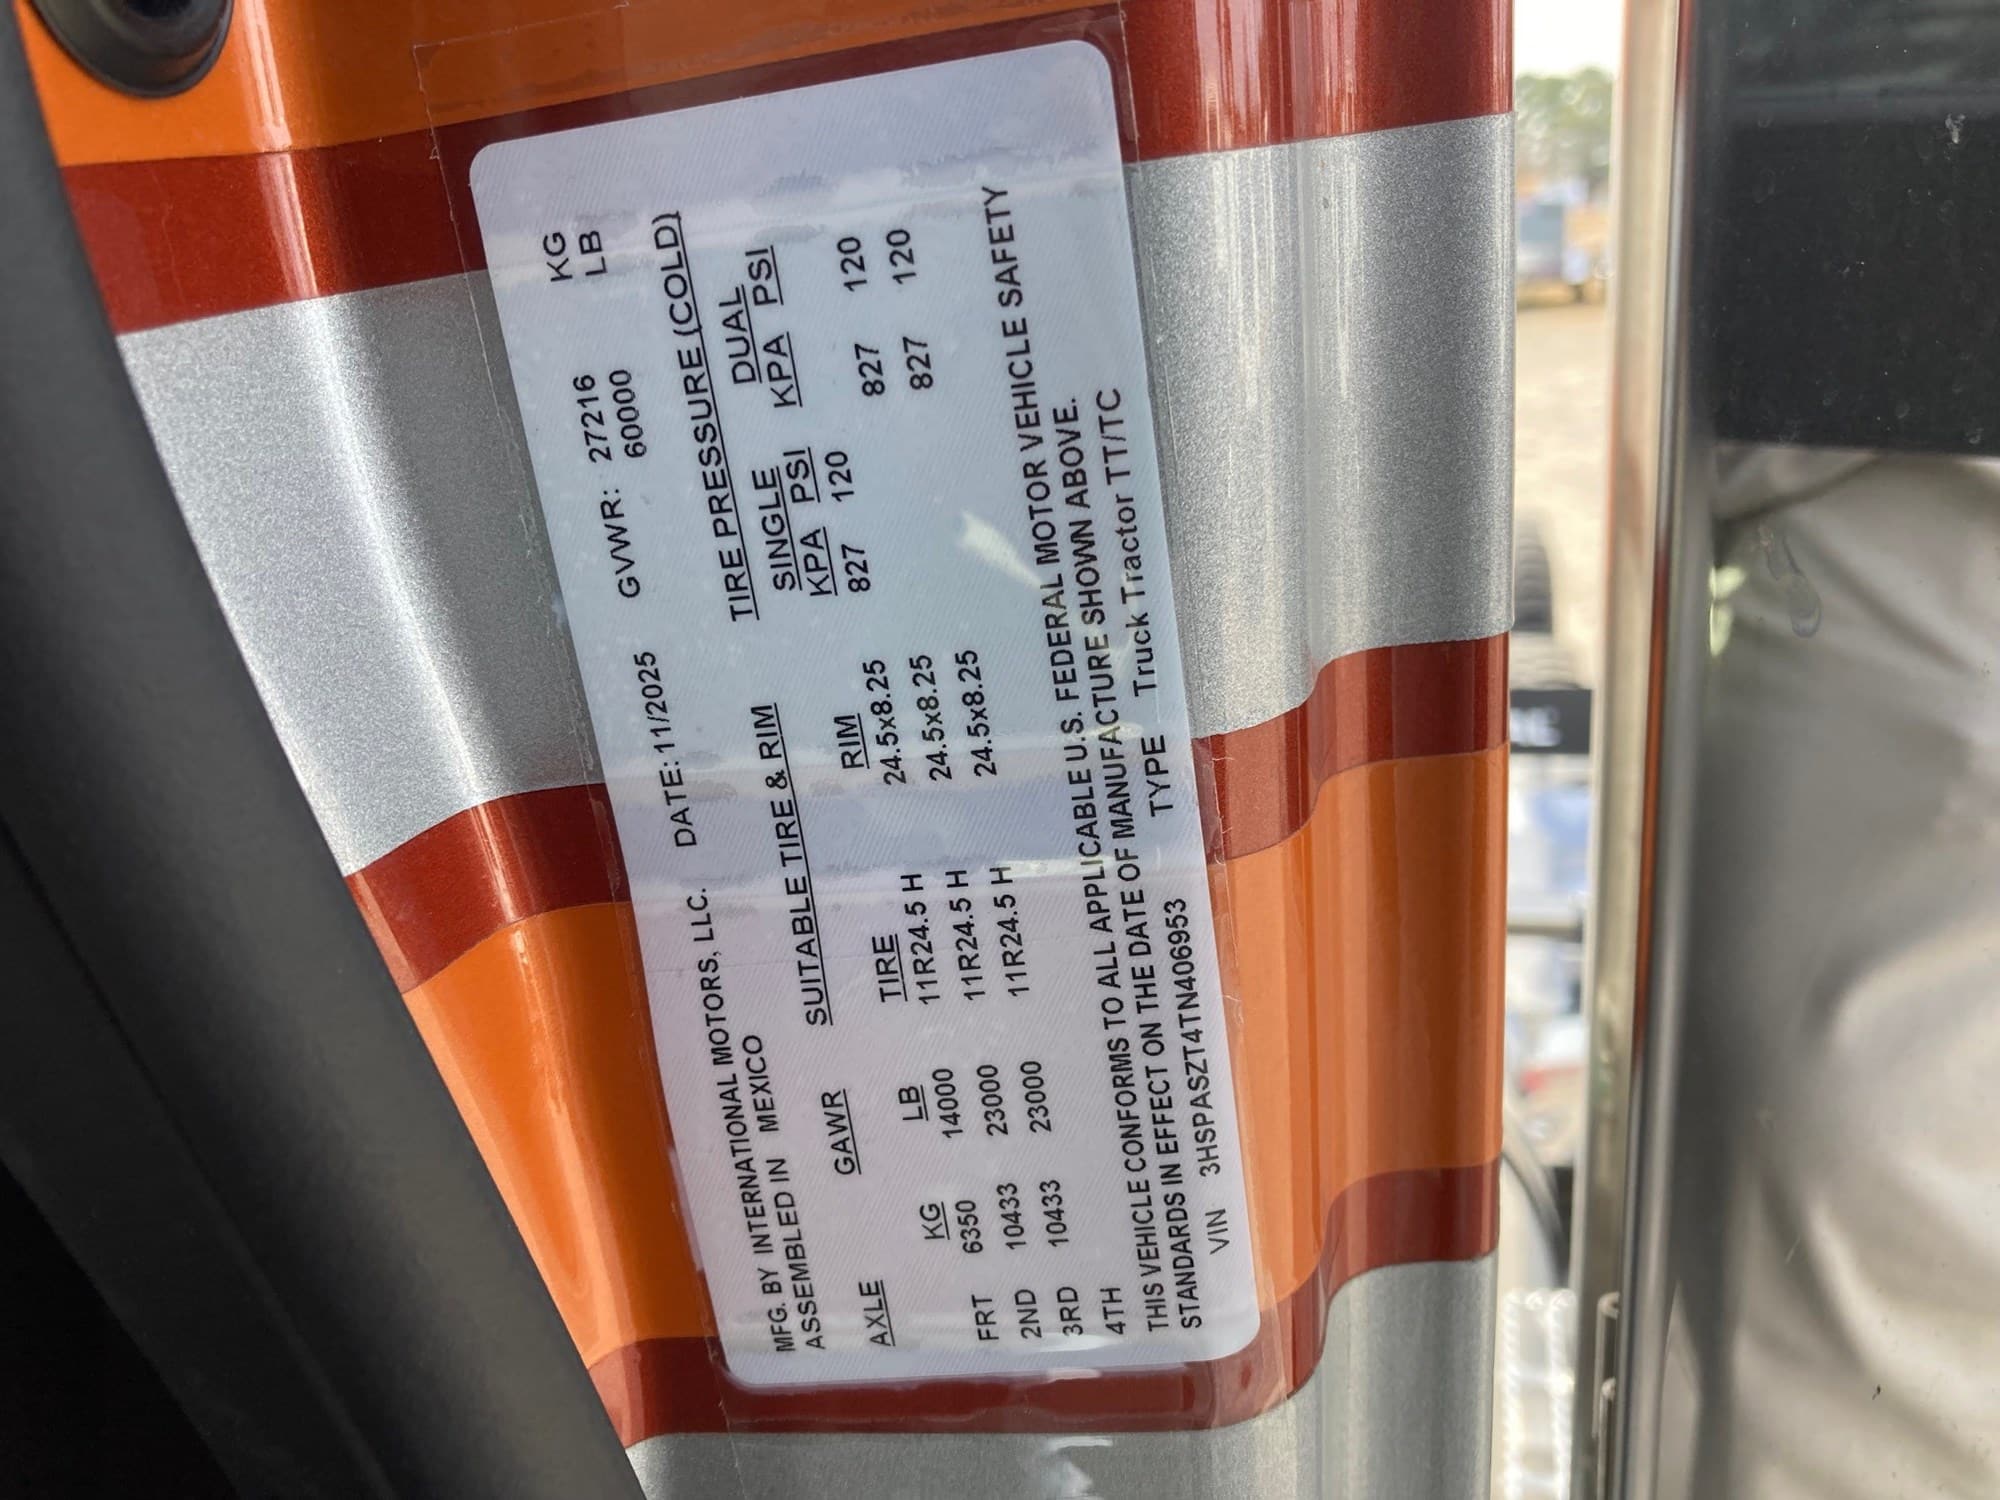 MFG. BY INTERNATIONAL MOTORS, LLC. DATE: 11/2025 GVWR: 27216 KG
ASSEMBLED IN MEXICO 60000 LB
SUITABLE TIRE & RIM TIRE PRESSURE (COLD)
GAWR SINGLE DUAL
AXLE KG LB TIRE RIM KPA PSI KPA PSI
FRT 6350 14000 11R24.5 H 24.5x8.25 827 120
2ND 10433 23000 11R24.5 H 24.5x8.25 827 120
3RD 10433 23000 11R24.5 H 24.5x8.25 827 120
4TH
THIS VEHICLE CONFORMS TO ALL APPLICABLE U.S. FEDERAL MOTOR VEHICLE SAFETY
STANDARDS IN EFFECT ON THE DATE OF MANUFACTURE SHOWN ABOVE.
VIN 3HSPASZT4TN406953 TYPE Truck Tractor TT/TC